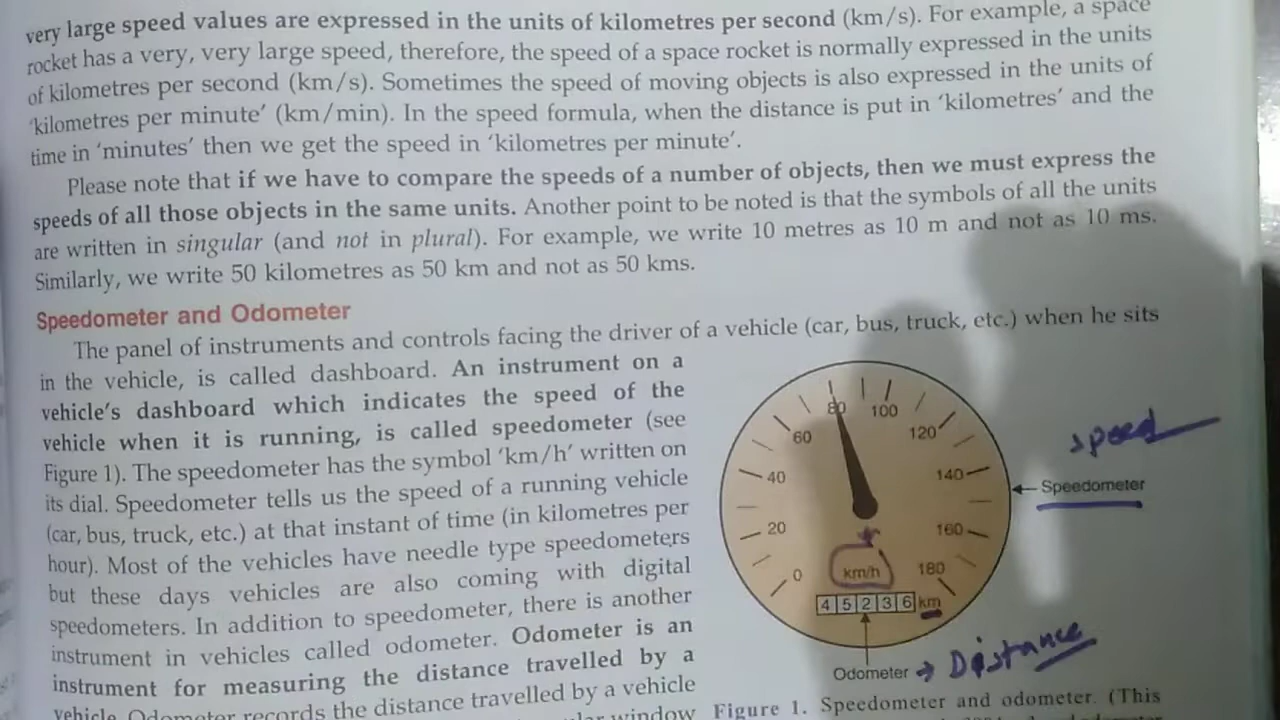 very large speed values are expressed in the units of kilometres per second (km/s). For example, a space
rocket has a very, very large speed, therefore, the speed of a space rocket is normally expressed in the units
of kilometres per second (km/s). Sometimes the speed of moving objects is also expressed in the units of
'kilometres per minute' (km/min). In the speed formula, when the distance is put in 'kilometres' and the
time in 'minutes' then we get the speed in 'kilometres per minute'.
Please note that if we have to compare the speeds of a number of objects, then we must express the
speeds of all those objects in the same units. Another point to be noted is that the symbols of all the units
are written in singular (and not in plural). For example, we write 10 metres as 10 m and not as 10 ms.
Similarly, we write 50 kilometres as 50 km and not as 50 kms.
Speedometer and Odometer
The panel of instruments and controls facing the driver of a vehicle (car, bus, truck, etc.) when he sits
in the vehicle, is called dashboard. An instrument on a
vehicle's dashboard which indicates the speed of the
vehicle when it is running, is called speedometer (see
Figure 1). The speedometer has the symbol 'km/h' written on
its dial. Speedometer tells us the speed of a running vehicle
(car, bus, truck, etc.) at that instant of time (in kilometres per
hour). Most of the vehicles have needle type speedometers
but these days vehicles are also coming with digital
speedometers. In addition to speedometer, there is another
instrument in vehicles called odometer. Odometer is an
instrument for measuring the distance travelled by a
vehicle. Odometer records the distance travelled by a vehicle
window
0
20
40
60
80
100
120
140
160
180
km/h
45236 km
speed
Speedometer
Odometer → Distance
Figure 1. Speedometer and odometer. (This